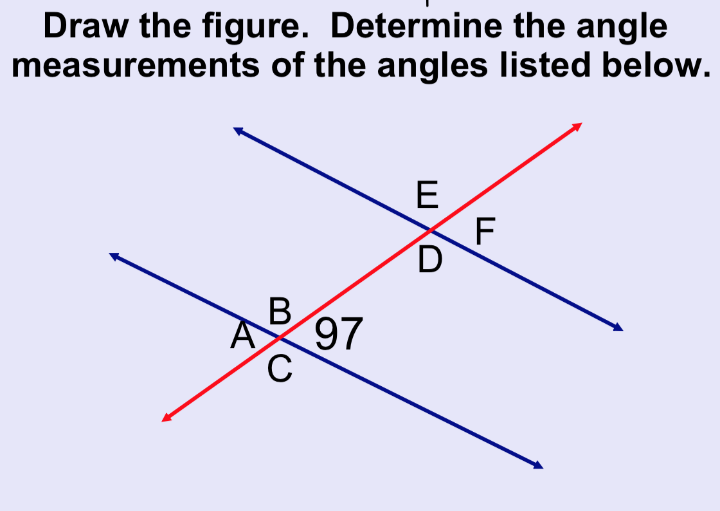 Draw the figure.  Determine the angle
measurements of the angles listed below.
E
F
D
B
A
97
C